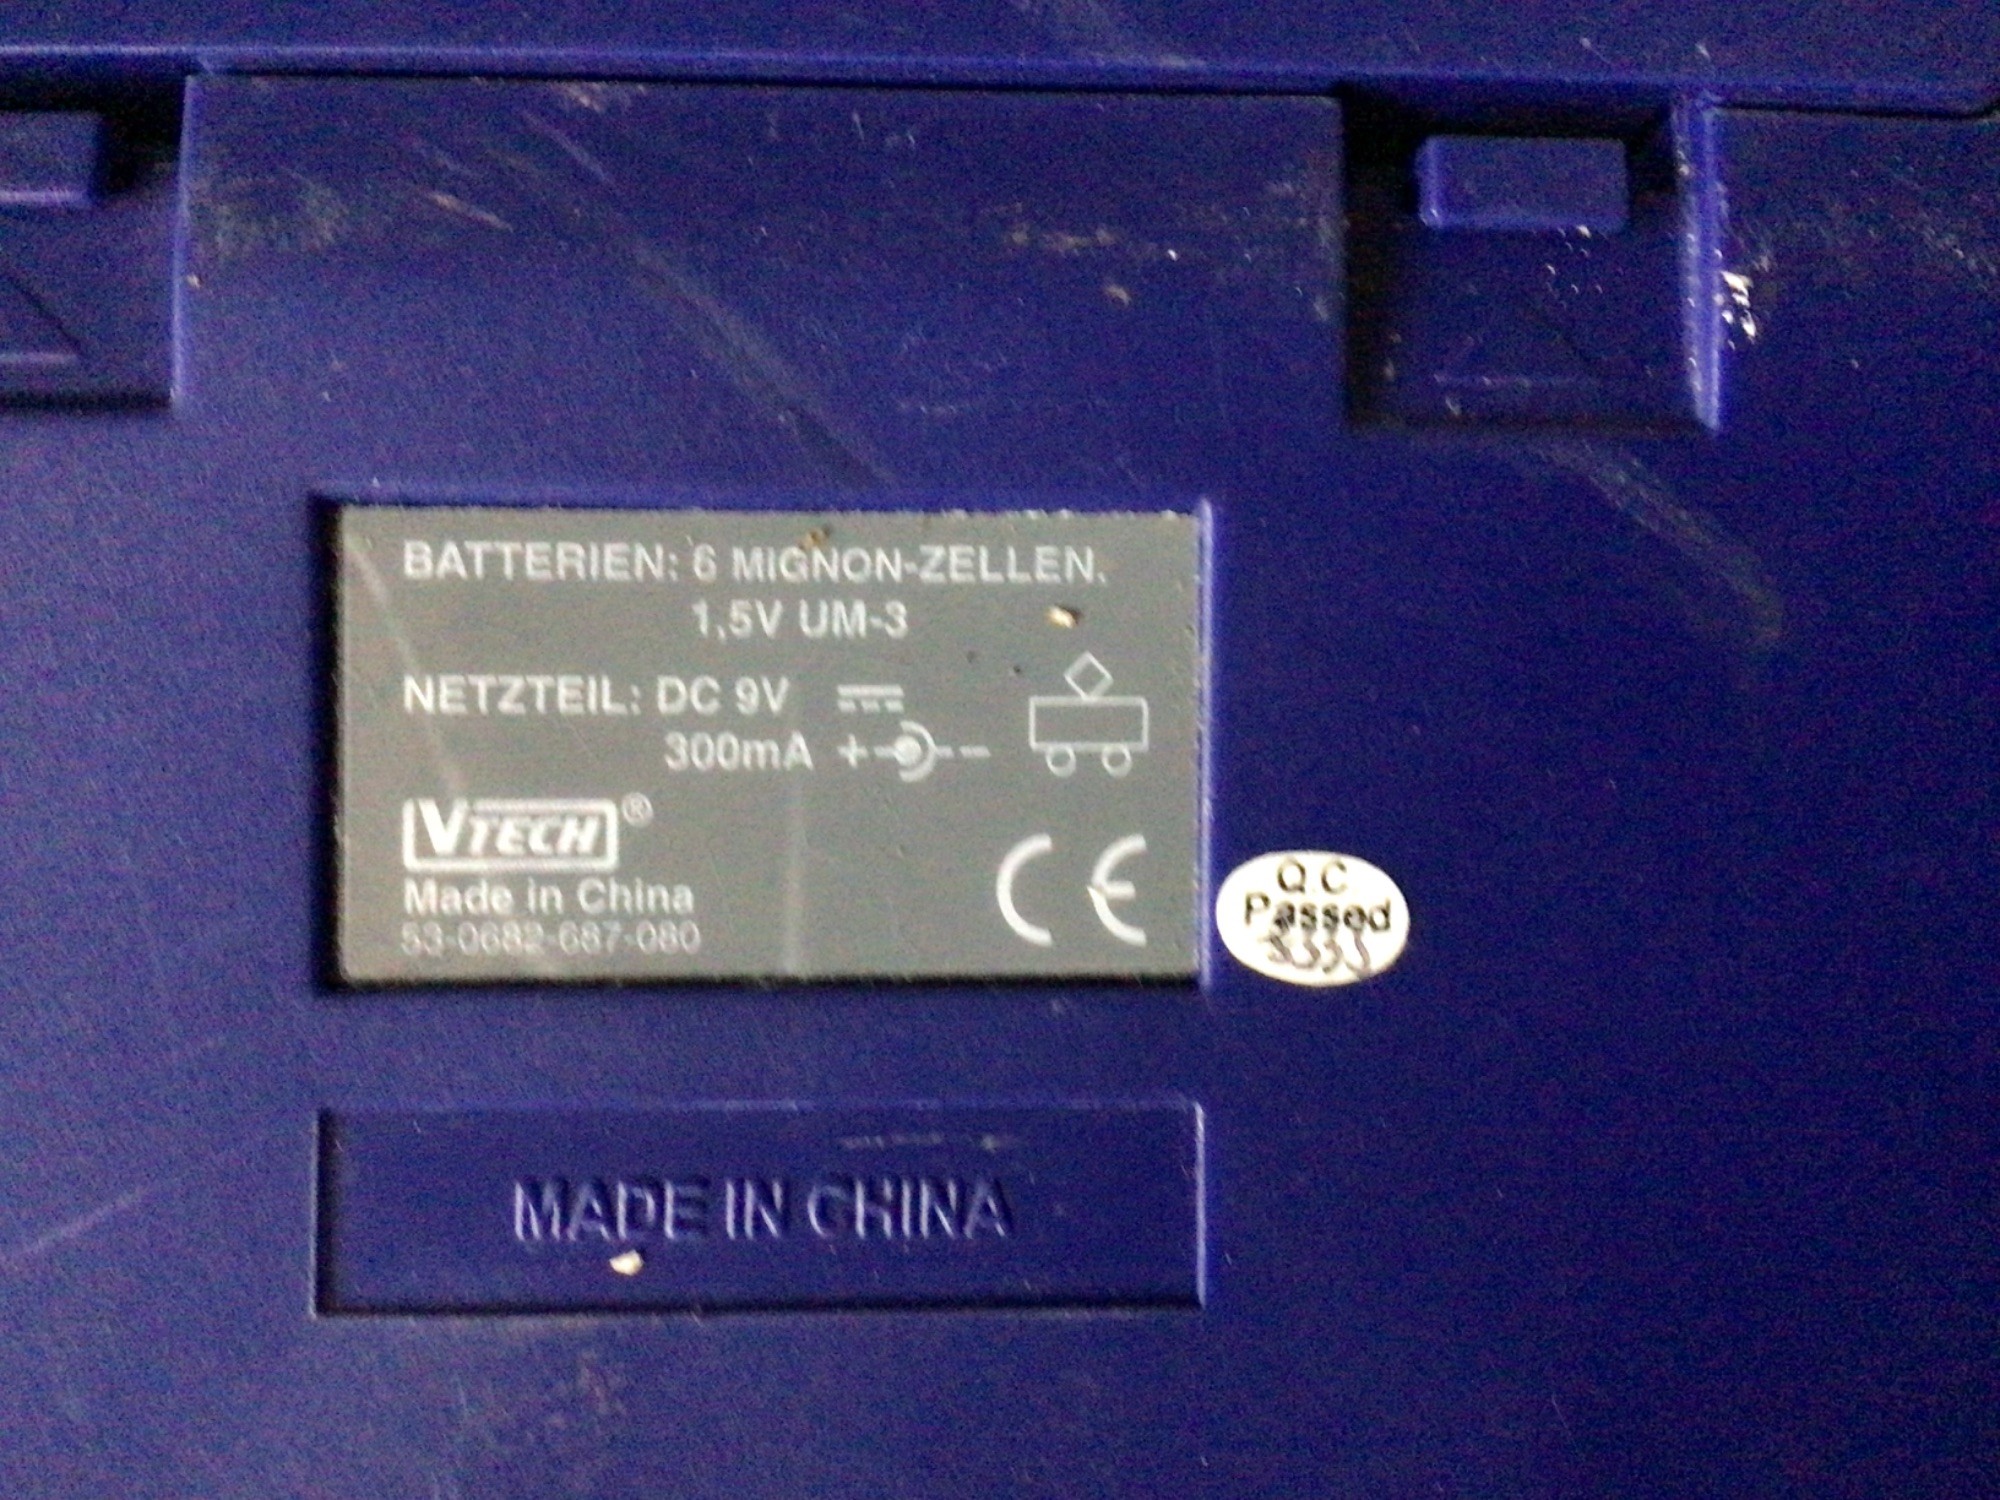 BATTERIEN: 6 MIGNON-ZELLEN,
1,5V UM-3
NETZTEIL: DC 9V
300mA + -
VTECH®
Made in China
53-0682-687-080
CE
Q.C
Passed
MADE IN CHINA